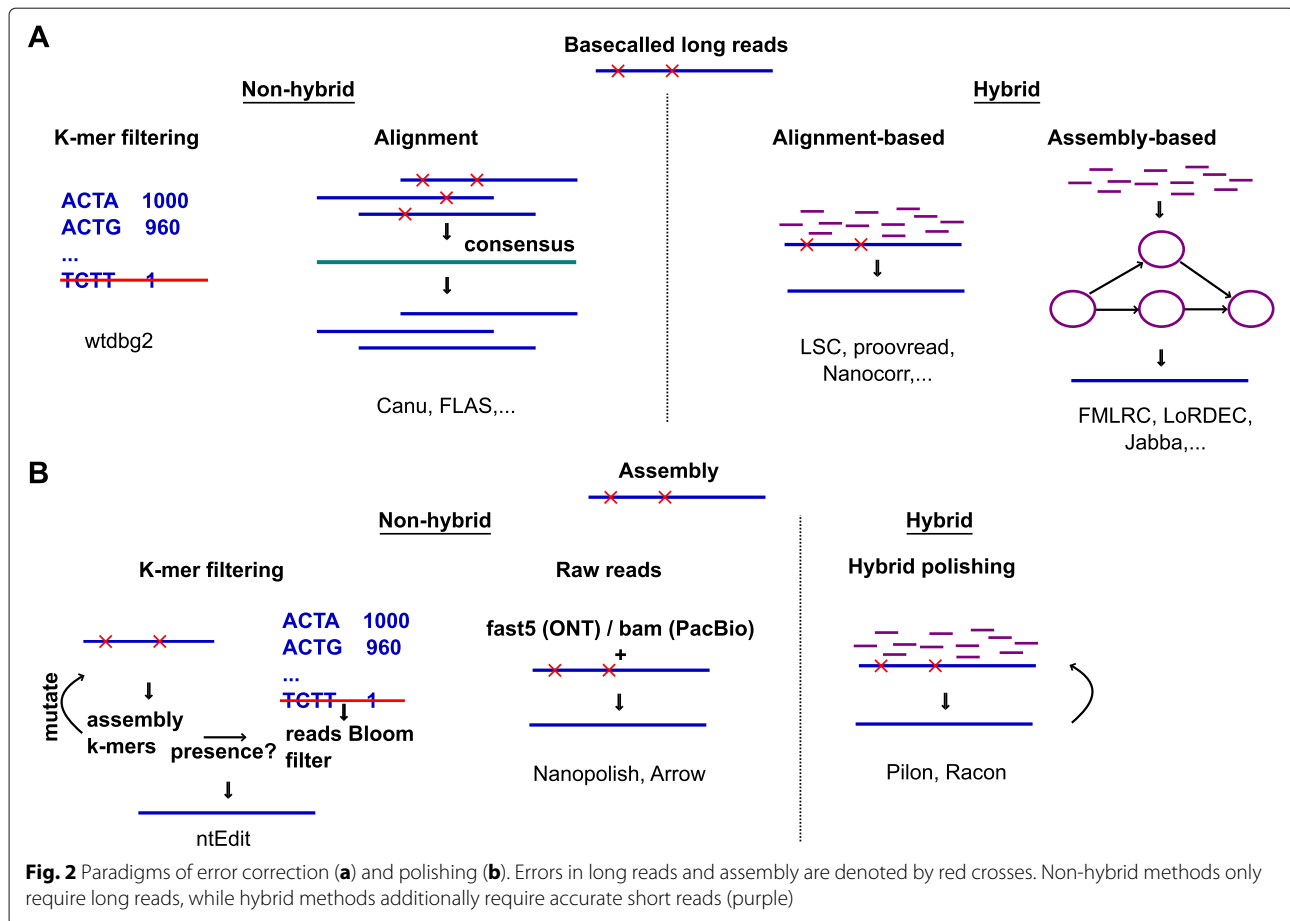 A
Basecalled long reads
Non-hybrid
K-mer filtering
ACTA 1000
ACTG 960
...
TCTT 1
wtdbg2
Alignment
consensus
Canu, FLAS,...
Hybrid
Alignment-based
LSC, proovread,
Nanocorr,...
Assembly-based
FMLRC, LoRDEC,
Jabba,...
B
Assembly
Non-hybrid
K-mer filtering
mutate
assembly
k-mers
presence?
ACTA 1000
ACTG 960
...
TCTT 1
reads Bloom
filter
ntEdit
Raw reads
fast5 (ONT) / bam (PacBio)
+
Nanopolish, Arrow
Hybrid
Hybrid polishing
Pilon, Racon
Fig. 2 Paradigms of error correction (a) and polishing (b). Errors in long reads and assembly are denoted by red crosses. Non-hybrid methods only
require long reads, while hybrid methods additionally require accurate short reads (purple)